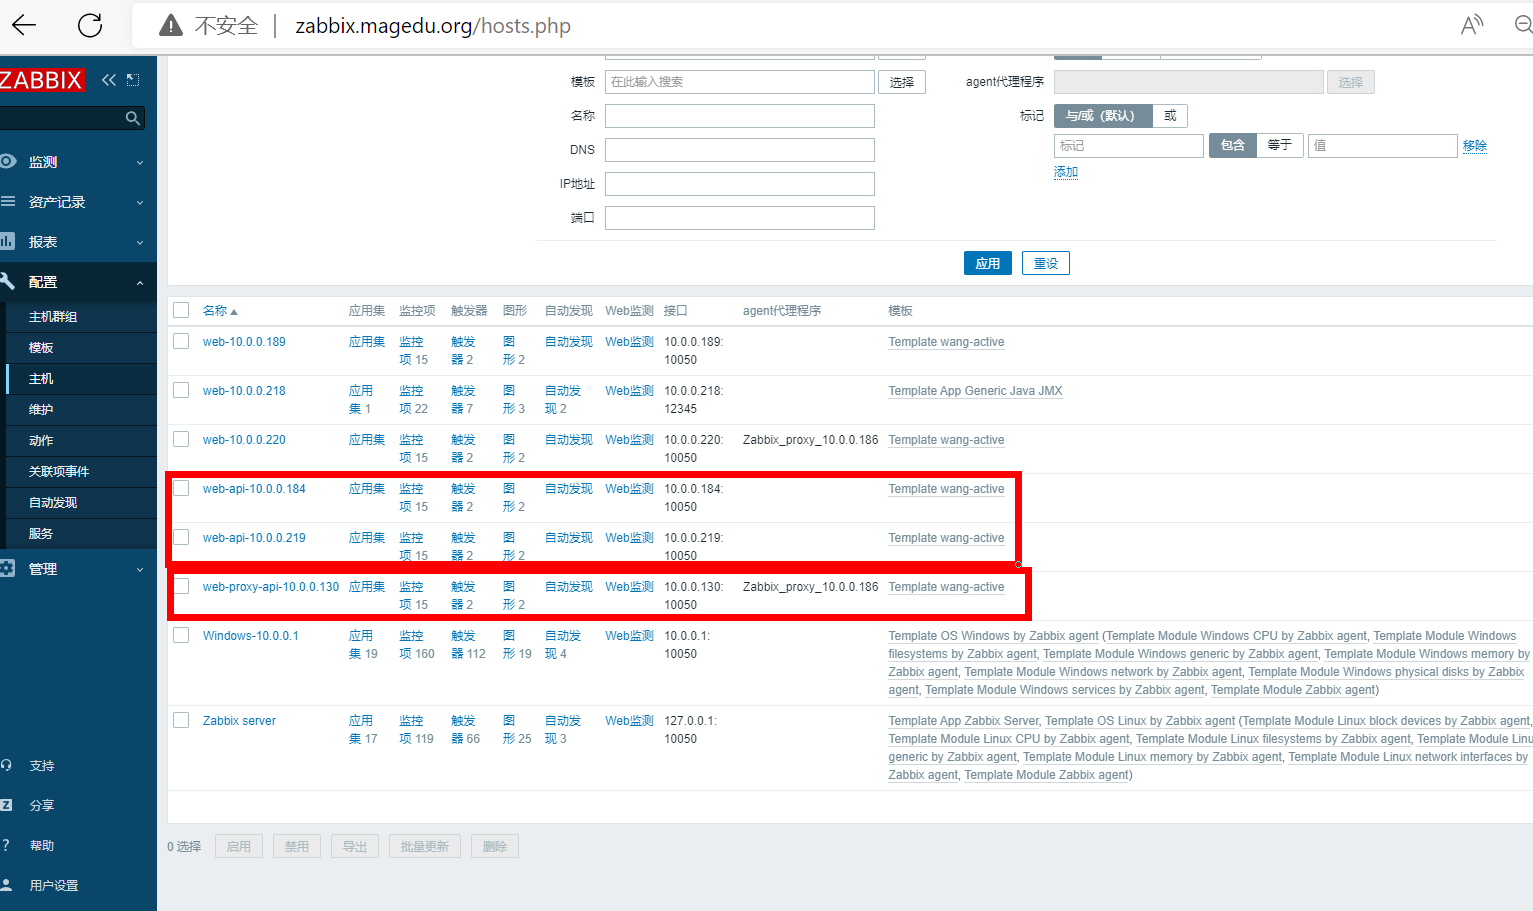 不安全 zabbix.magedu.org/hosts.php
ZABBIX
模板 在此输入搜索 选择 agent代理程序 选择
名称 标记 与/或（默认） 或
标记 包含 等于 值 移除
DNS
添加
IP地址
端口
应用 重设
监测
资产记录
报表
配置
主机群组
模板
主机
维护
动作
关联项事件
自动发现
服务
管理
支持
分享
帮助
用户设置
名称 应用集 监控项 触发器 图形 自动发现 Web监测 接口 agent代理程序 模板
web-10.0.0.189 应用集 监控 触发 图 自动发现 Web监测 10.0.0.189: Template wang-active
项 15 器 2 形 2 10050
web-10.0.0.218 应用 监控 触发 图 自动发 Web监测 10.0.0.218: Template App Generic Java JMX
集 1 项 22 器 7 形 3 现 2 12345
web-10.0.0.220 应用集 监控 触发 图 自动发现 Web监测 10.0.0.220: Zabbix_proxy_10.0.0.186 Template wang-active
项 15 器 2 形 2 10050
web-api-10.0.0.184 应用集 监控 触发 图 自动发现 Web监测 10.0.0.184: Template wang-active
项 15 器 2 形 2 10050
web-api-10.0.0.219 应用集 监控 触发 图 自动发现 Web监测 10.0.0.219: Template wang-active
项 15 器 2 形 2 10050
web-proxy-api-10.0.0.130 应用集 监控 触发 图 自动发现 Web监测 10.0.0.130: Zabbix_proxy_10.0.0.186 Template wang-active
项 15 器 2 形 2 10050
Windows-10.0.0.1 应用 监控 触发 图 自动发 Web监测 10.0.0.1: Template OS Windows by Zabbix agent (Template Module Windows CPU by Zabbix agent, Template Module Windows
集 19 项 160 器 112 形 19 现 4 10050 filesystems by Zabbix agent, Template Module Windows generic by Zabbix agent, Template Module Windows memory by
Zabbix agent, Template Module Windows network by Zabbix agent, Template Module Windows physical disks by Zabbix
agent, Template Module Windows services by Zabbix agent, Template Module Zabbix agent)
Zabbix server 应用 监控 触发 图 自动发 Web监测 127.0.0.1: Template App Zabbix Server, Template OS Linux by Zabbix agent (Template Module Linux block devices by Zabbix agent,
集 17 项 119 器 66 形 25 现 3 10050 Template Module Linux CPU by Zabbix agent, Template Module Linux filesystems by Zabbix agent, Template Module Linu
generic by Zabbix agent, Template Module Linux memory by Zabbix agent, Template Module Linux network interfaces by
Zabbix agent, Template Module Zabbix agent)
0 选择 启用 禁用 导出 批量更新 删除